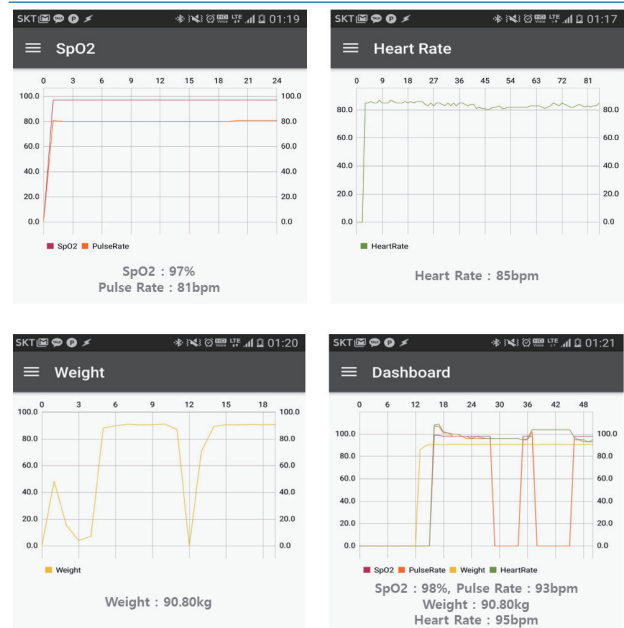 SKT 01:19
SpO2
0 3 6 9 12 15 18 21 24
100.0 100.0
80.0 80.0
60.0 60.0
40.0 40.0
20.0 20.0
0.0 0.0
SpO2 PulseRate
SpO2 : 97%
Pulse Rate : 81bpm
SKT LTE 01:17
Heart Rate
0 9 18 27 36 45 54 63 72 81
80.0 80.0
60.0 60.0
40.0 40.0
20.0 20.0
0.0 0.0
HeartRate
Heart Rate : 85bpm
SKT LTE 01:20
Weight
0 3 6 9 12 15 18
100.0 100.0
80.0 80.0
60.0 60.0
40.0 40.0
20.0 20.0
0.0 0.0
Weight
Weight : 90.80kg
SKT LTE 01:21
Dashboard
0 6 12 18 24 30 36 42 48
100.0 100.0
80.0 80.0
60.0 60.0
40.0 40.0
20.0 20.0
0.0 0.0
SpO2 PulseRate Weight HeartRate
SpO2 : 98%, Pulse Rate : 93bpm
Weight : 90.80kg
Heart Rate : 95bpm